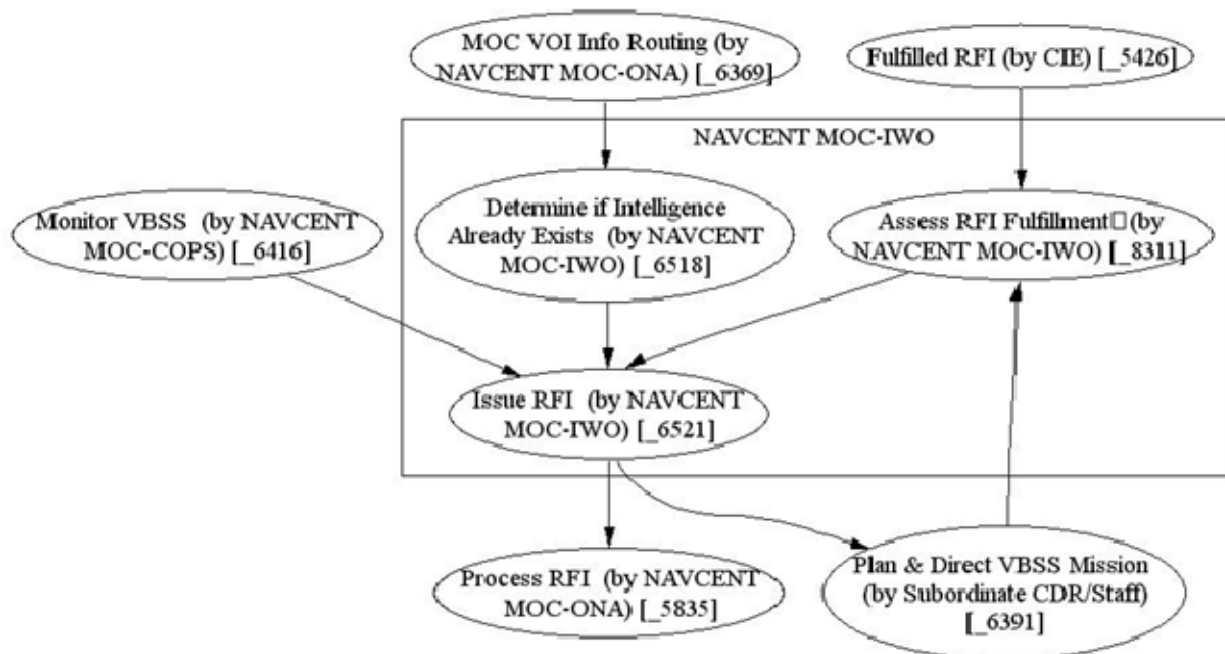 MOC VOI Info Routing (by
NAVCENT MOC-ONA) [_6369]
Fulfilled RFI (by CIE) [_5426]
NAVCENT MOC-IWO
Monitor VBSS (by NAVCENT
MOC-COPS) [_6416]
Determine if Intelligence
Already Exists (by NAVCENT
MOC-IWO) [_6518]
Assess RFI Fulfillment□ (by
NAVCENT MOC-IWO) [_8311]
Issue RFI (by NAVCENT
MOC-IWO) [_6521]
Process RFI (by NAVCENT
MOC-ONA) [_5835]
Plan & Direct VBSS Mission
(by Subordinate CDR/Staff)
[_6391]